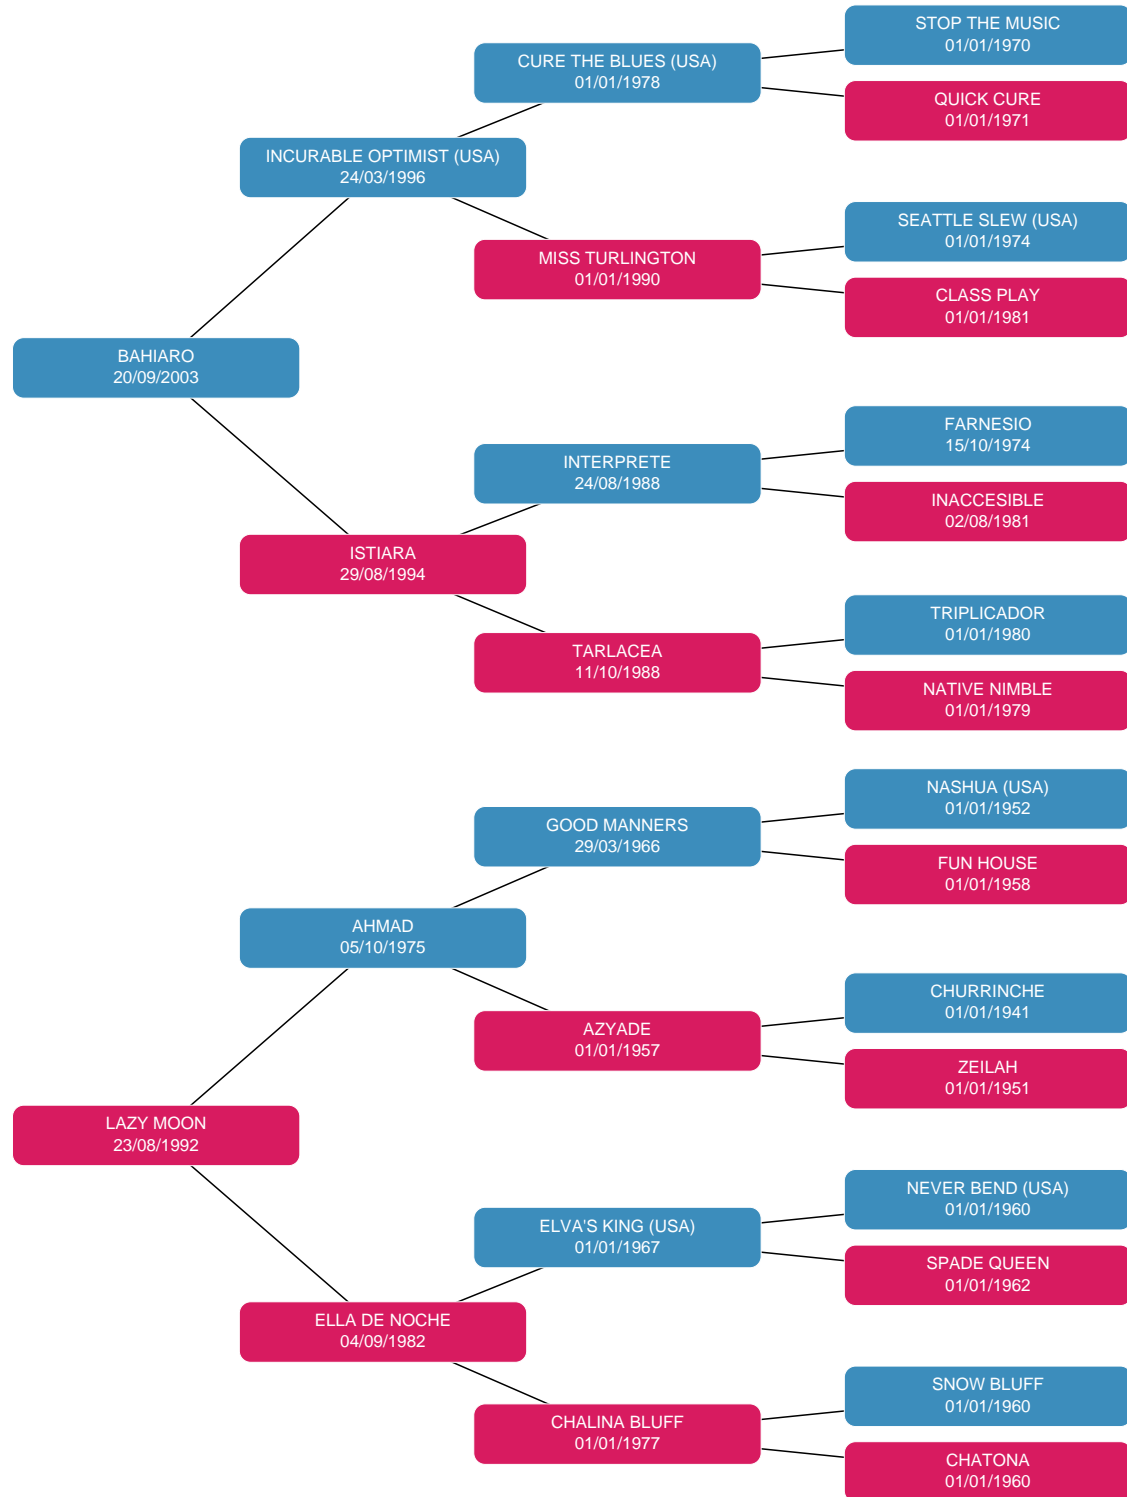 STOP THE MUSIC
01/01/1970
CURE THE BLUES (USA)
01/01/1978
QUICK CURE
01/01/1971
INCURABLE OPTIMIST (USA)
24/03/1996
SEATTLE SLEW (USA)
01/01/1974
MISS TURLINGTON
01/01/1990
CLASS PLAY
01/01/1981
BAHIARO
20/09/2003
FARNESIO
15/10/1974
INTERPRETE
24/08/1988
INACCESIBLE
02/08/1981
ISTIARA
29/08/1994
TRIPLICADOR
01/01/1980
TARLACEA
11/10/1988
NATIVE NIMBLE
01/01/1979
NASHUA (USA)
01/01/1952
GOOD MANNERS
29/03/1966
FUN HOUSE
01/01/1958
AHMAD
05/10/1975
CHURRINCHE
01/01/1941
AZYADE
01/01/1957
ZEILAH
01/01/1951
LAZY MOON
23/08/1992
NEVER BEND (USA)
01/01/1960
ELVA'S KING (USA)
01/01/1967
SPADE QUEEN
01/01/1962
ELLA DE NOCHE
04/09/1982
SNOW BLUFF
01/01/1960
CHALINA BLUFF
01/01/1977
CHATONA
01/01/1960